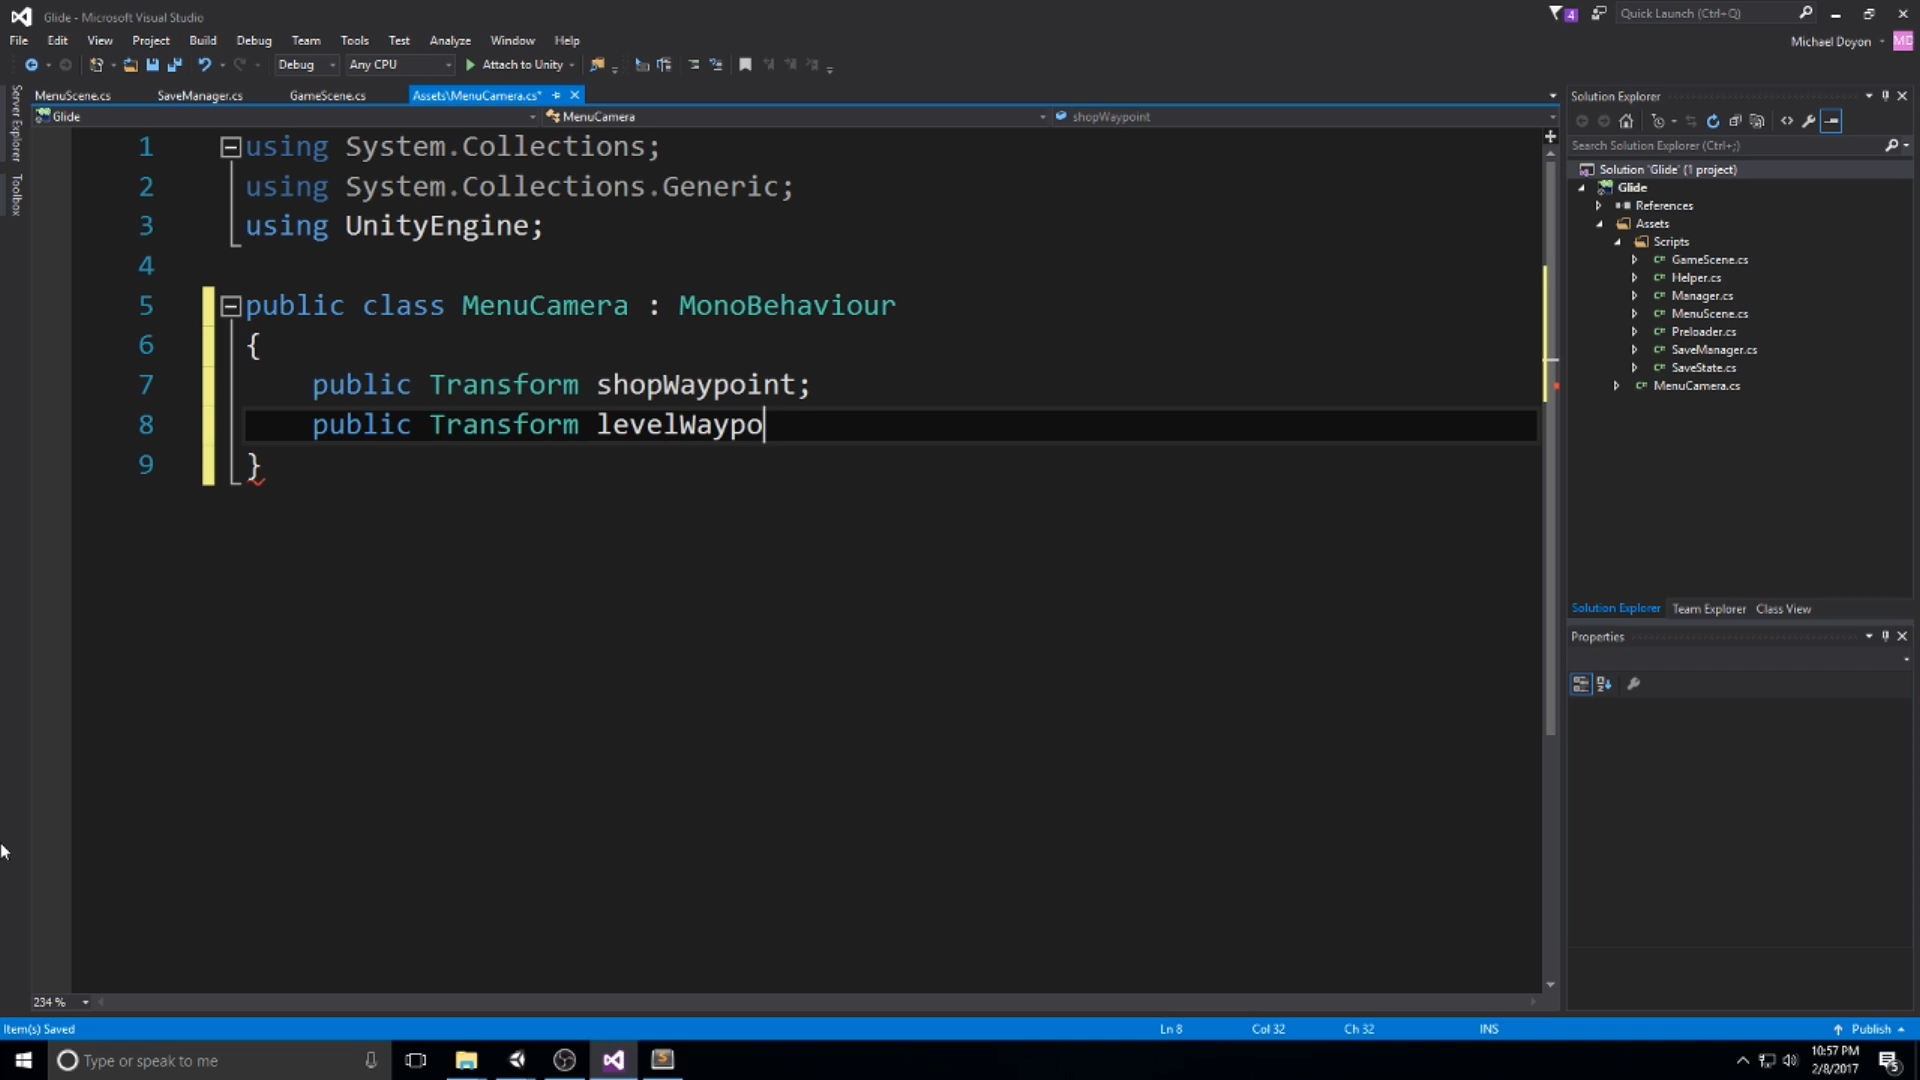 Glide - Microsoft Visual Studio
4
Quick Launch (Ctrl+Q)
File Edit View Project Build Debug Team Tools Test Analyze Window Help
Michael Doyon MD
Debug Any CPU Attach to Unity
Server Explorer
Toolbox
MenuScene.cs SaveManager.cs GameScene.cs Assets\MenuCamera.cs*
Glide MenuCamera shopWaypoint
1 using System.Collections;
2 using System.Collections.Generic;
3 using UnityEngine;
4
5 public class MenuCamera : MonoBehaviour
6 {
7 public Transform shopWaypoint;
8 public Transform levelWaypo
9 }
234 %
Solution Explorer
Search Solution Explorer (Ctrl+;)
Solution 'Glide' (1 project)
Glide
References
Assets
Scripts
C# GameScene.cs
C# Helper.cs
C# Manager.cs
C# MenuScene.cs
C# Preloader.cs
C# SaveManager.cs
C# SaveState.cs
C# MenuCamera.cs
Solution Explorer Team Explorer Class View
Properties
Item(s) Saved Ln 8 Col 32 Ch 32 INS Publish
Type or speak to me
10:57 PM
2/8/2017
5